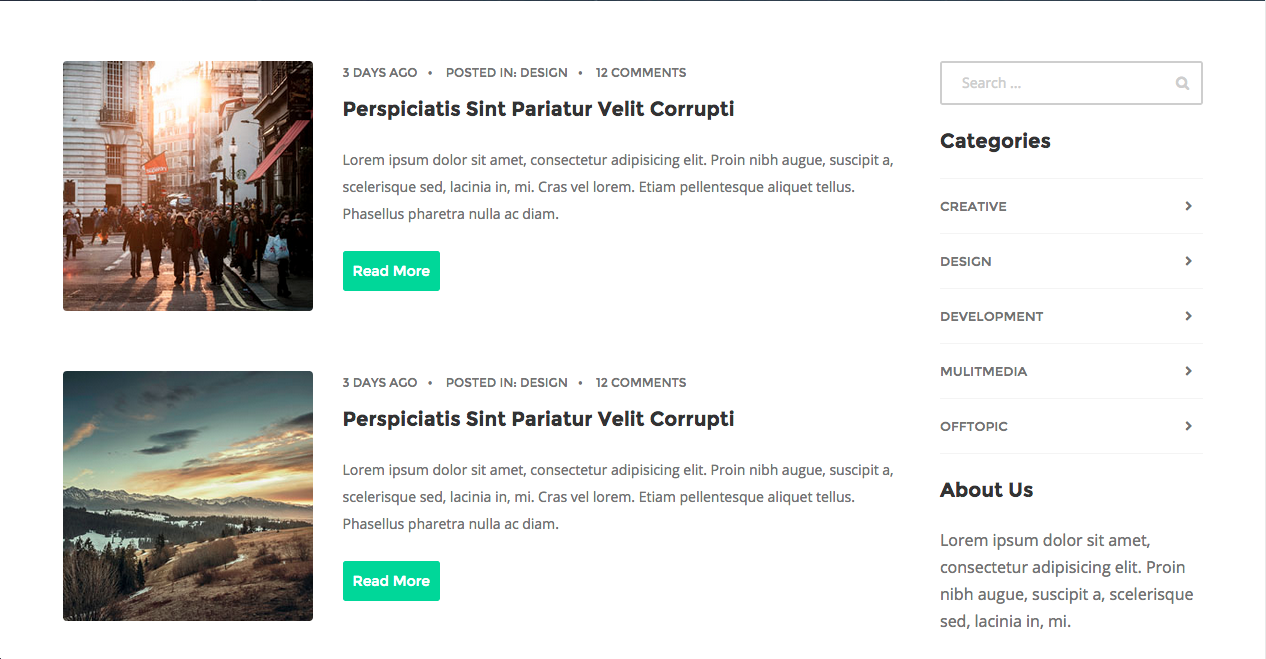 3 DAYS AGO • POSTED IN: DESIGN • 12 COMMENTS
Perspiciatis Sint Pariatur Velit Corrupti
Lorem ipsum dolor sit amet, consectetur adipisicing elit. Proin nibh augue, suscipit a,
scelerisque sed, lacinia in, mi. Cras vel lorem. Etiam pellentesque aliquet tellus.
Phasellus pharetra nulla ac diam.
Read More
3 DAYS AGO • POSTED IN: DESIGN • 12 COMMENTS
Perspiciatis Sint Pariatur Velit Corrupti
Lorem ipsum dolor sit amet, consectetur adipisicing elit. Proin nibh augue, suscipit a,
scelerisque sed, lacinia in, mi. Cras vel lorem. Etiam pellentesque aliquet tellus.
Phasellus pharetra nulla ac diam.
Read More
Search ...
Categories
CREATIVE
DESIGN
DEVELOPMENT
MULITMEDIA
OFFTOPIC
About Us
Lorem ipsum dolor sit amet,
consectetur adipisicing elit. Proin
nibh augue, suscipit a, scelerisque
sed, lacinia in, mi.